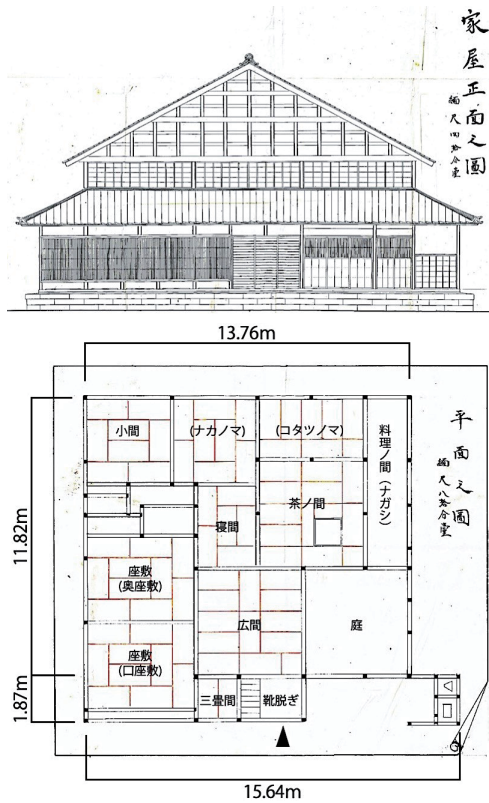 家屋正面之圖
縮尺四拾分壹
13.76m
11.82m
1.87m
15.64m
平面之圖
縮尺八拾分壹
小間
(ナカノマ)
(コタツノマ)
料理ノ間(ナガシ)
寝間
茶ノ間
座敷
(奥座敷)
座敷
(口座敷)
広間
庭
三畳間
靴脱ぎ